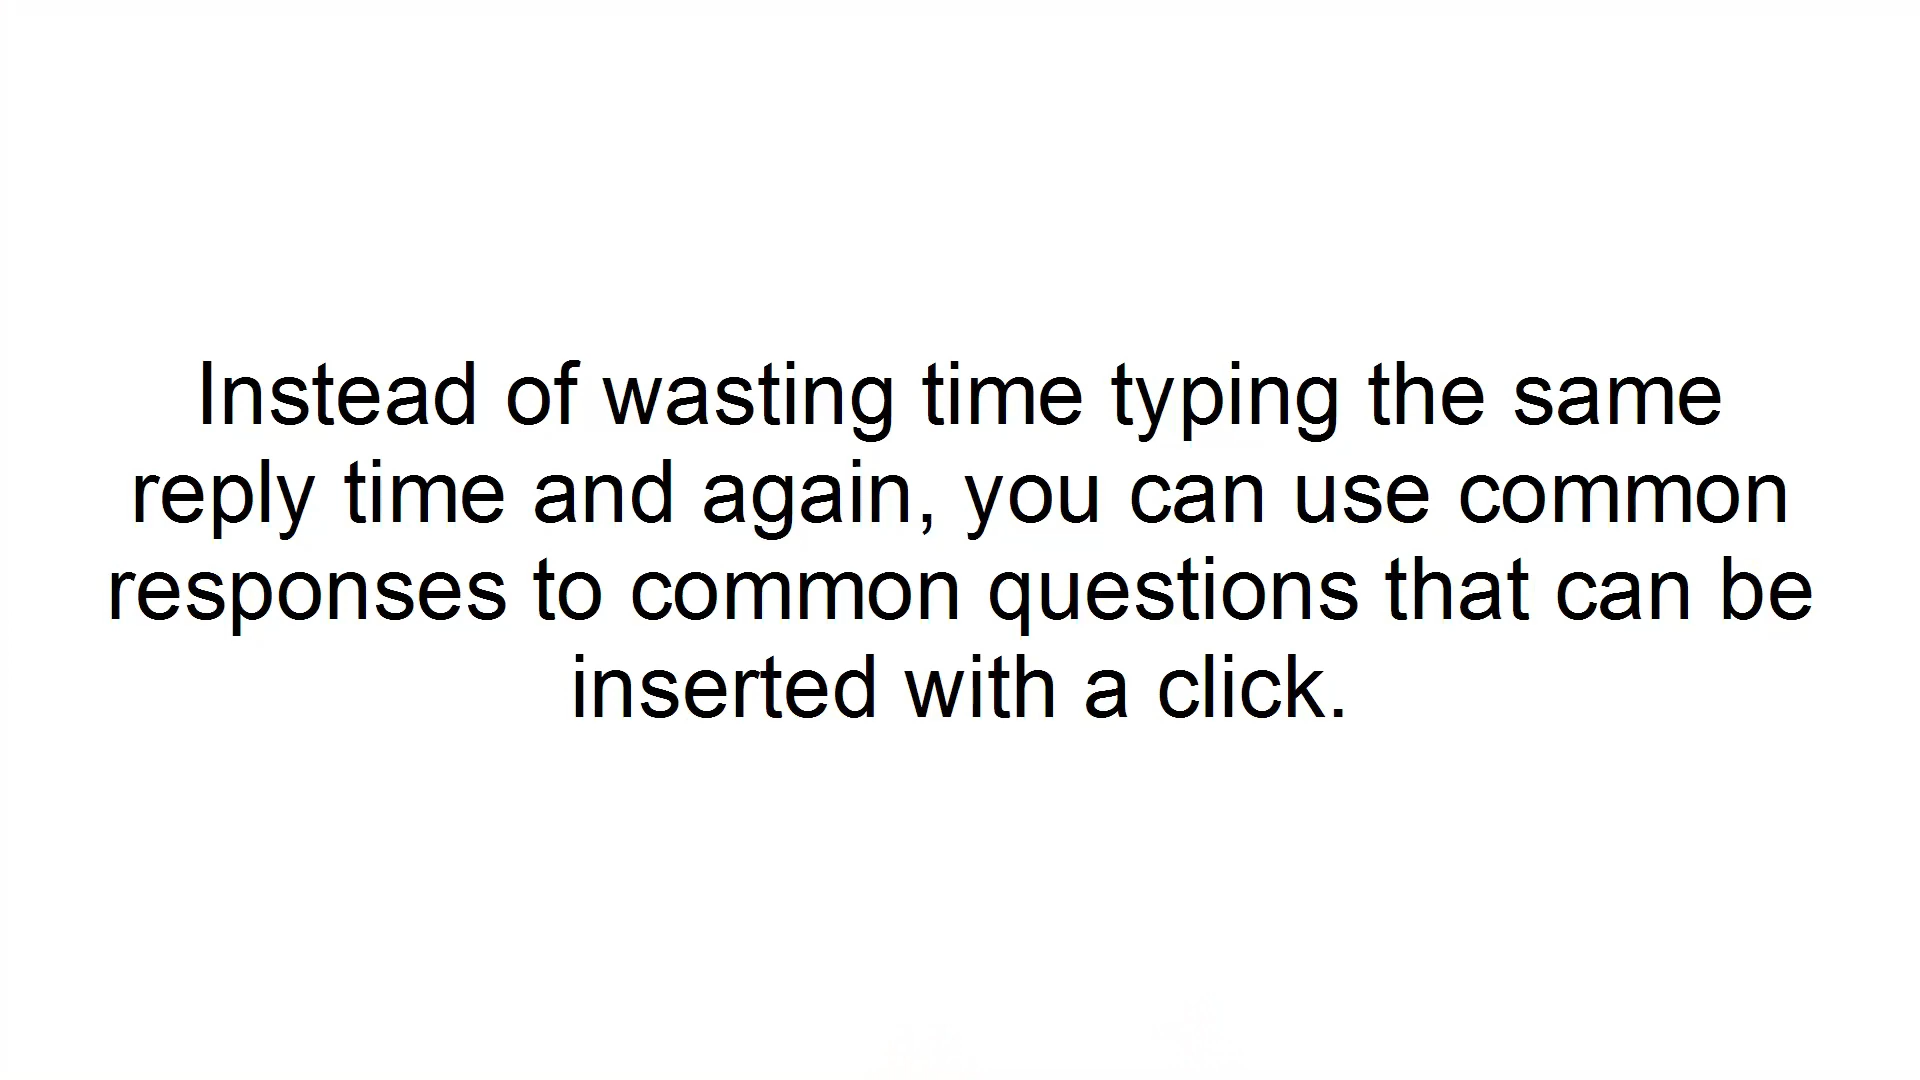 Instead of wasting time typing the same
reply time and again, you can use common
responses to common questions that can be
inserted with a click.